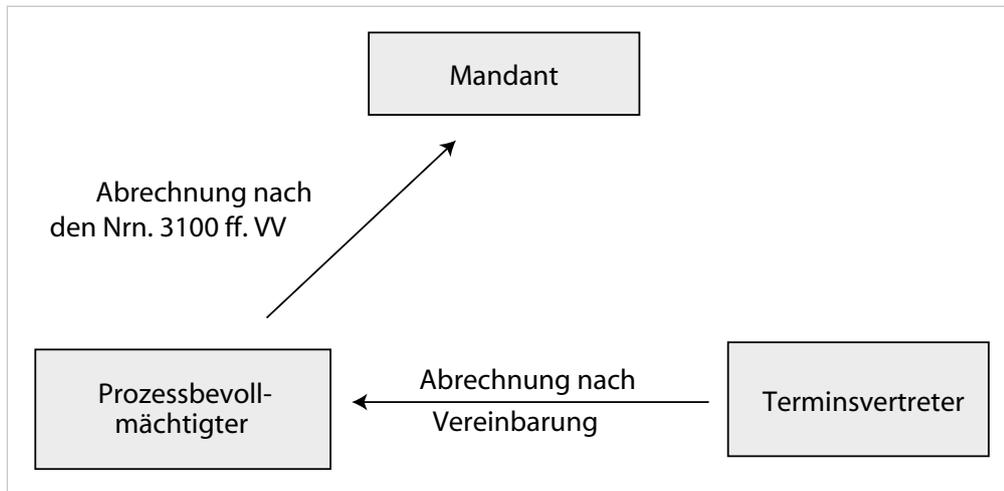 Mandant
Abrechnung nach
den Nrn. 3100 ff. VV
Prozessbevoll-
mächtigter
Abrechnung nach
Vereinbarung
Terminsvertreter